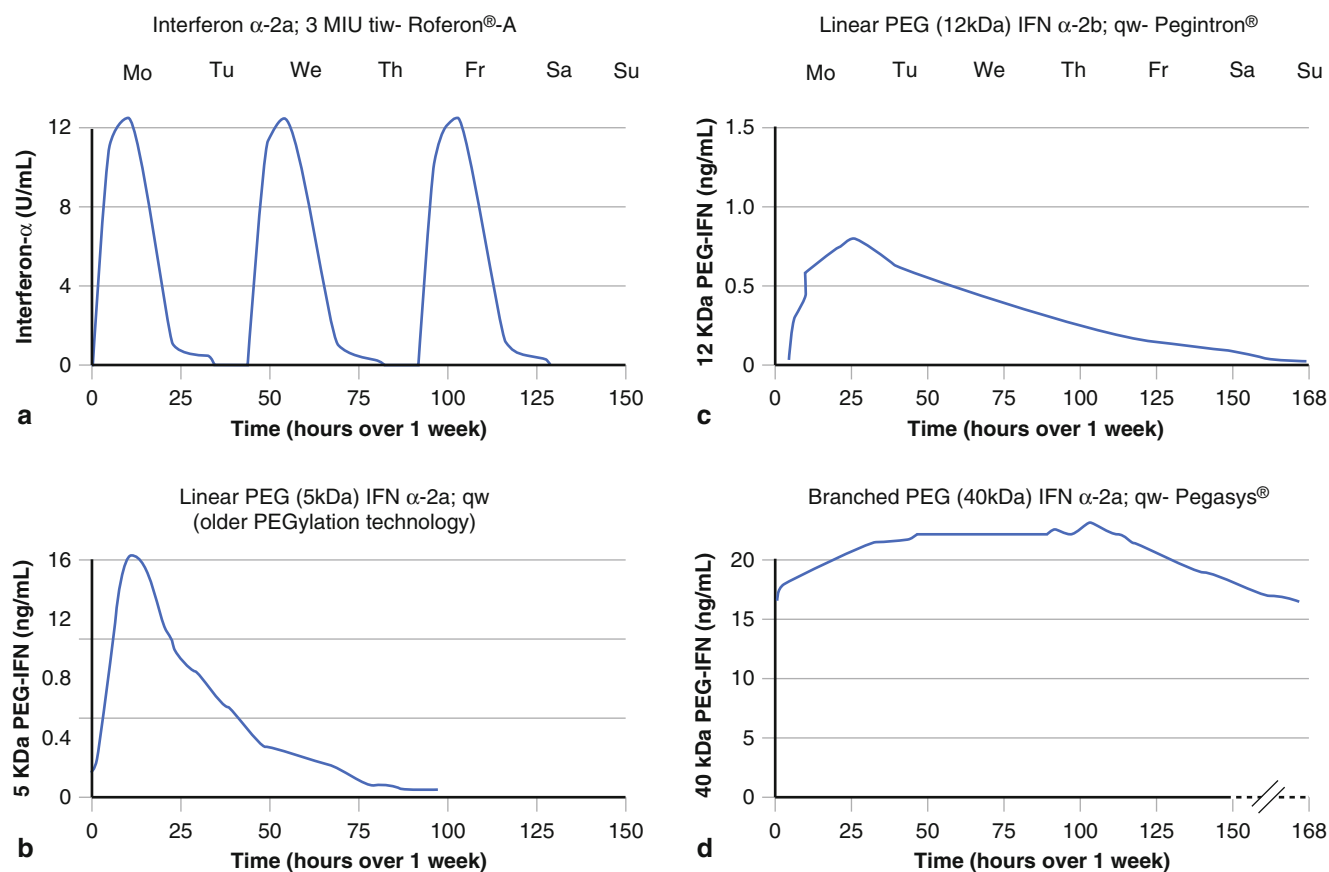 Interferon α-2a; 3 MIU tiw- Roferon®-A
Mo Tu We Th Fr Sa Su
Interferon-α (U/mL)
12
8
4
0
0 25 50 75 100 125 150
Time (hours over 1 week)
a
Linear PEG (12kDa) IFN α-2b; qw- Pegintron®
Mo Tu We Th Fr Sa Su
12 KDa PEG-IFN (ng/mL)
1.5
1.0
0.5
0
0 25 50 75 100 125 150 168
Time (hours over 1 week)
c
Linear PEG (5kDa) IFN α-2a; qw
(older PEGylation technology)
5 KDa PEG-IFN (ng/mL)
16
12
0.8
0.4
0
0 25 50 75 100 125 150
Time (hours over 1 week)
b
Branched PEG (40kDa) IFN α-2a; qw- Pegasys®
40 kDa PEG-IFN (ng/mL)
20
15
10
5
0
0 25 50 75 100 125 150 168
Time (hours over 1 week)
d